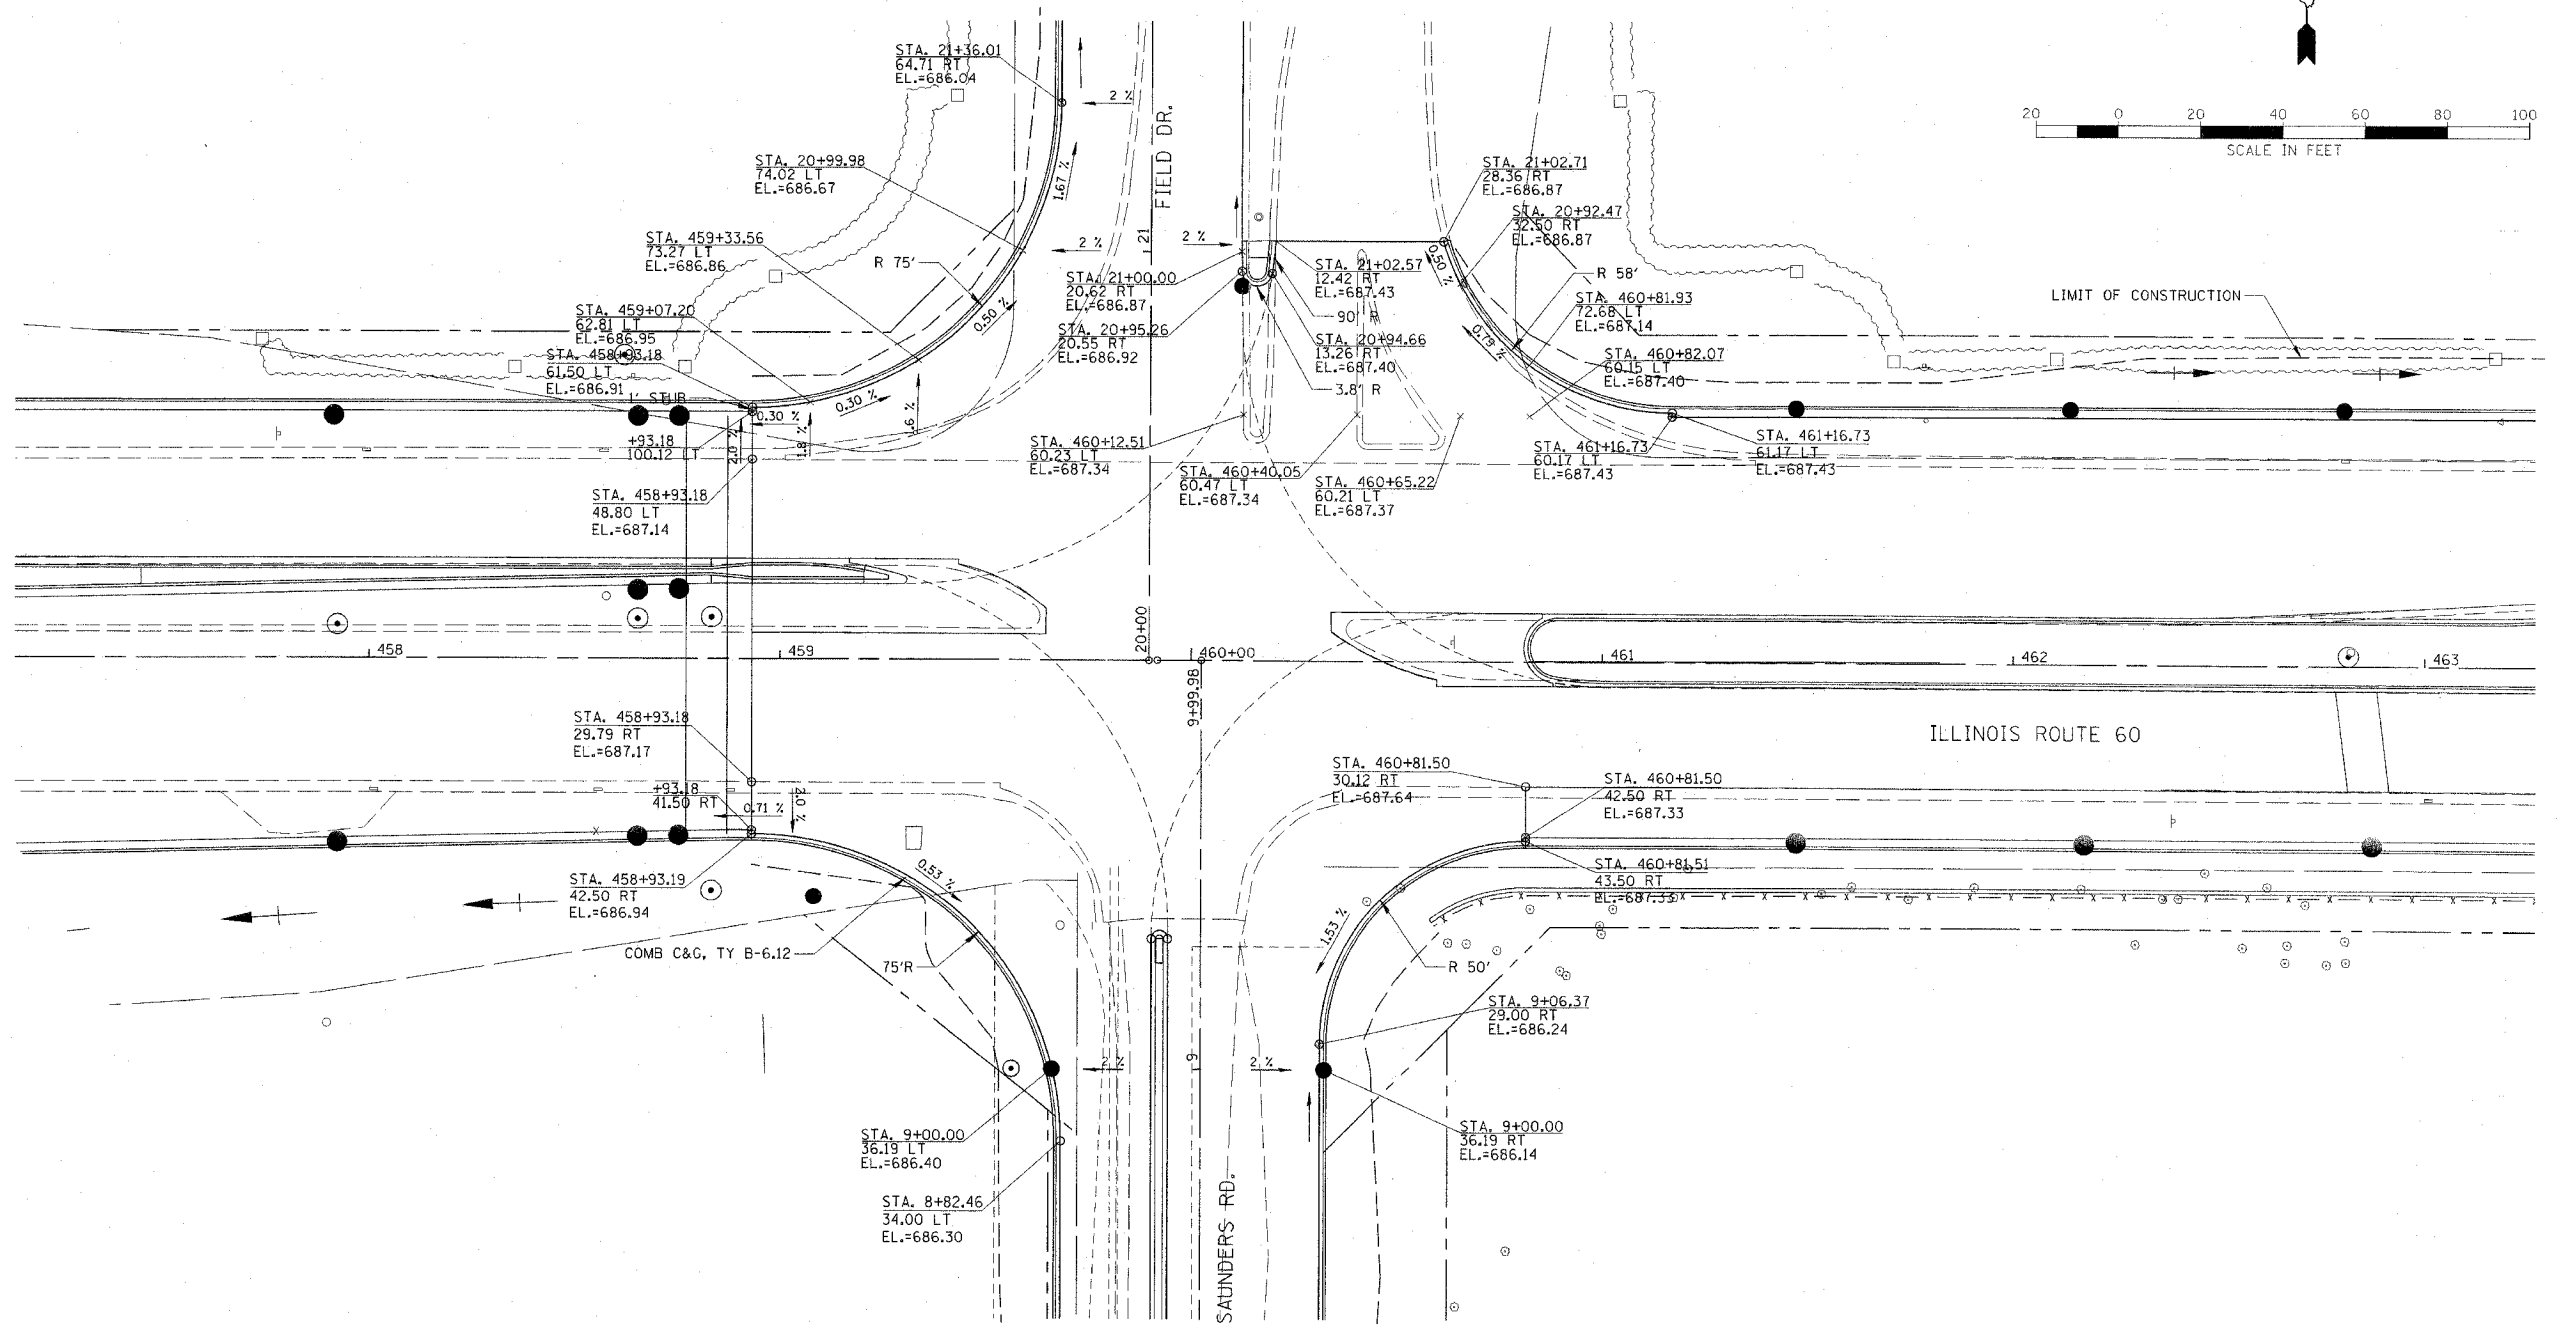 STA. 21+36.01
64.71 RT
EL.=686.04
2 %
FIELD DR.
20 0 20 40 60 80 100
SCALE IN FEET
STA. 20+99.98
74.02 LT
EL.=686.67
1.67 %
STA. 21+02.71
28.36 RT
EL.=686.87
STA. 20+92.47
32.50 RT
EL.=686.87
STA. 459+33.56
73.27 LT
EL.=686.86
R 75'
2 %
21
2 %
0.50 %
STA. 21+00.00
20.62 RT
EL.=686.87
STA. 21+02.57
12.42 RT
EL.=687.43
R 58'
STA. 460+81.93
72.68 LT
EL.=687.14
LIMIT OF CONSTRUCTION
STA. 459+07.20
62.81 LT
EL.=686.95
0.50 %
90' R
STA. 20+95.26
20.55 RT
EL.=686.92
STA. 20+94.66
13.26 RT
EL.=687.40
0.79 %
STA. 458+93.18
61.50 LT
EL.=686.91
STA. 460+82.07
60.15 LT
EL.=687.40
3.8' R
1' STUB
0.30 %
0.30 %
1.6 %
+93.18
100.12 LT
2.0 %
1.8 %
STA. 460+12.51
60.23 LT
EL.=687.34
STA. 461+16.73
60.17 LT
EL.=687.43
STA. 461+16.73
61.17 LT
EL.=687.43
STA. 460+40.05
60.47 LT
EL.=687.34
STA. 460+65.22
60.21 LT
EL.=687.37
STA. 458+93.18
48.80 LT
EL.=687.14
20+00
458
459
460+00
461
462
463
9+99.98
STA. 458+93.18
29.79 RT
EL.=687.17
ILLINOIS ROUTE 60
STA. 460+81.50
30.12 RT
EL.=687.64
STA. 460+81.50
42.50 RT
EL.=687.33
+93.18
41.50 RT
0.71 %
2.0 %
STA. 458+93.19
42.50 RT
EL.=686.94
0.53 %
STA. 460+81.51
43.50 RT
EL.=687.33
COMB C&G, TY B-6.12
75'R
1.53 %
R 50'
STA. 9+06.37
29.00 RT
EL.=686.24
2 %
9
2 %
STA. 9+00.00
36.19 LT
EL.=686.40
STA. 9+00.00
36.19 RT
EL.=686.14
STA. 8+82.46
34.00 LT
EL.=686.30
SAUNDERS RD.